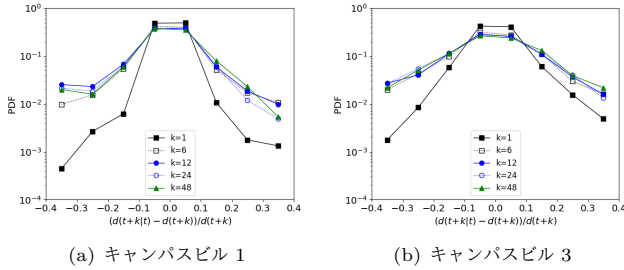 10⁰
10⁻¹
10⁻²
10⁻³
10⁻⁴
PDF
k=1
k=6
k=12
k=24
k=48
−0.4 −0.3 −0.2 −0.1 0.0 0.1 0.2 0.3 0.4
(d(t+k|t) − d(t+k))/d(t+k)
(a) キャンパスビル 1
10⁰
10⁻¹
10⁻²
10⁻³
10⁻⁴
PDF
k=1
k=6
k=12
k=24
k=48
−0.4 −0.3 −0.2 −0.1 0.0 0.1 0.2 0.3 0.4
(d(t+k|t) − d(t+k))/d(t+k)
(b) キャンパスビル 3